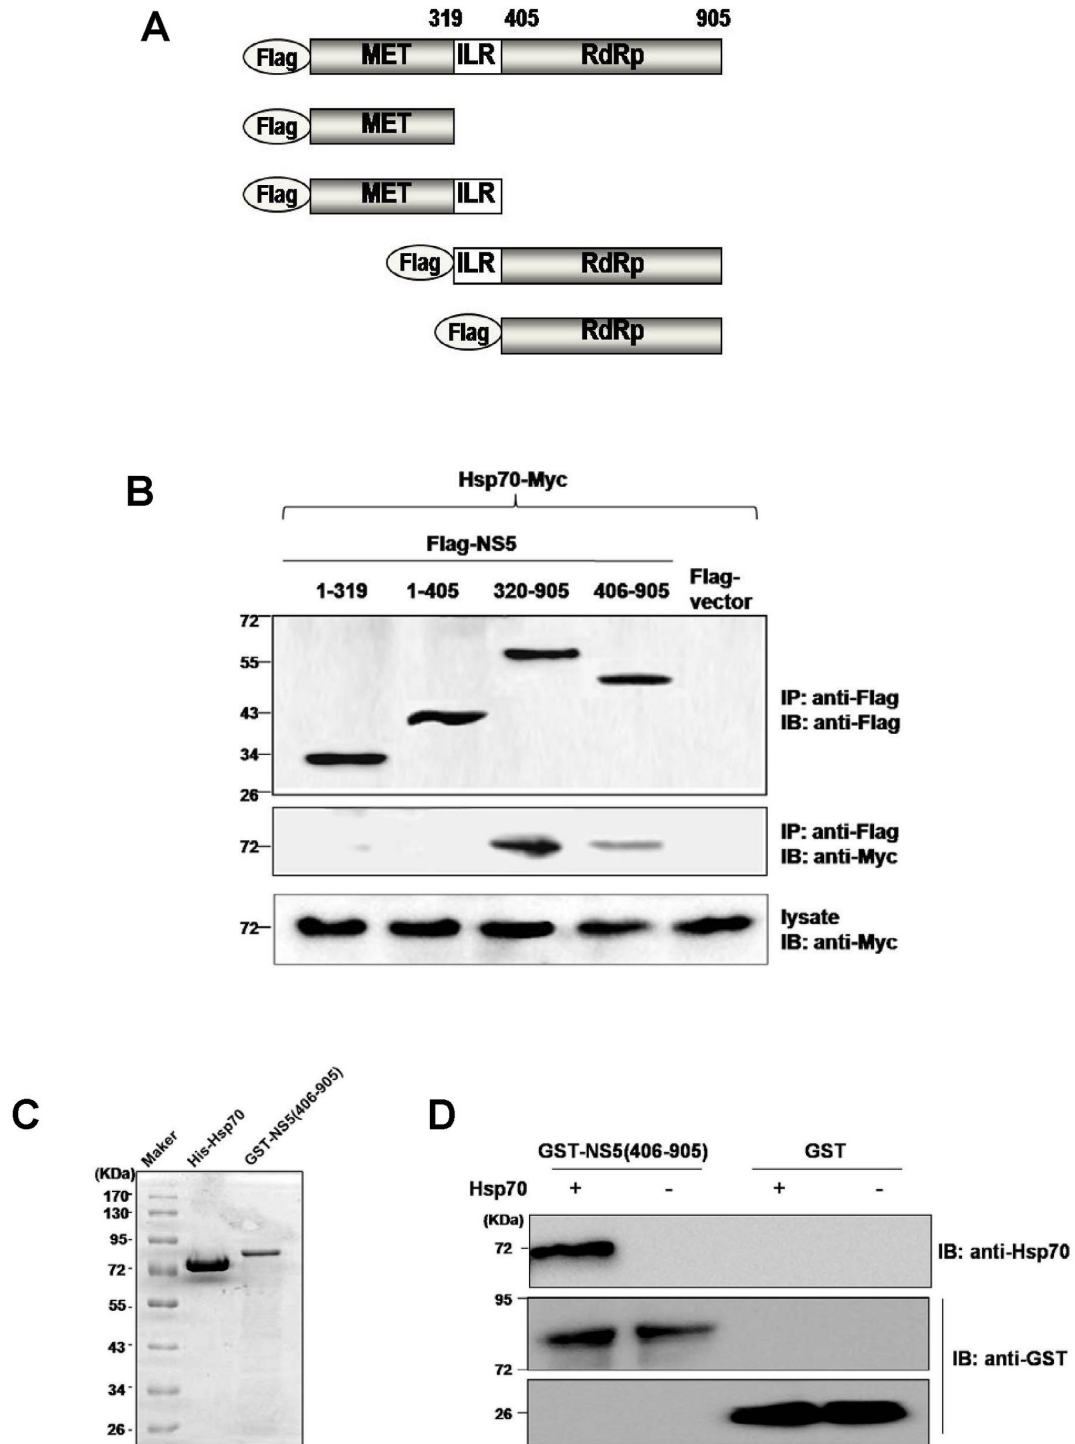 A
319 405 905
Flag MET ILR RdRp
Flag MET
Flag MET ILR
Flag ILR RdRp
Flag RdRp
B
Hsp70-Myc
Flag-NS5
1-319 1-405 320-905 406-905 Flag-
vector
72
55
43
34
26
IP: anti-Flag
IB: anti-Flag
72
IP: anti-Flag
IB: anti-Myc
72
lysate
IB: anti-Myc
C
Maker His-Hsp70 GST-NS5(406-905)
(KDa)
170
130
95
72
55
43
34
26
D
GST-NS5(406-905) GST
Hsp70 + - + -
(KDa)
72
IB: anti-Hsp70
95
72
IB: anti-GST
26